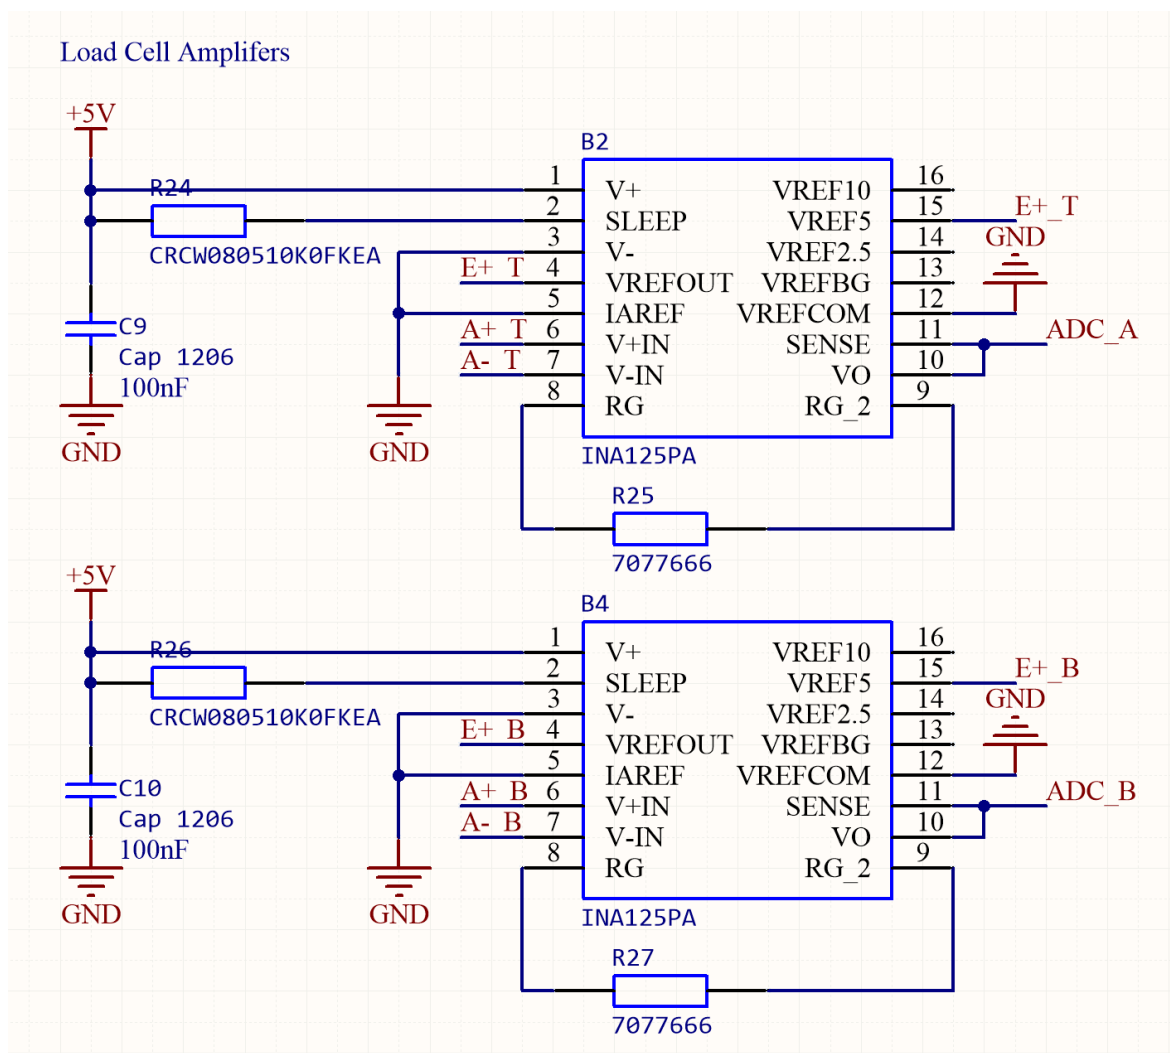 Load Cell Amplifers
+5V
B2
R24
CRCW080510K0FKEA
C9
Cap 1206
100nF
GND
GND
E+_T
A+_T
A-_T
1 V+
2 SLEEP
3 V-
4 VREFOUT
5 IAREF
6 V+IN
7 V-IN
8 RG
VREF10 16
VREF5 15
VREF2.5 14
VREFBG 13
VREFCOM 12
SENSE 11
VO 10
RG_2 9
E+_T
GND
ADC_A
INA125PA
R25
7077666
+5V
B4
R26
CRCW080510K0FKEA
C10
Cap 1206
100nF
GND
GND
E+_B
A+_B
A-_B
1 V+
2 SLEEP
3 V-
4 VREFOUT
5 IAREF
6 V+IN
7 V-IN
8 RG
VREF10 16
VREF5 15
VREF2.5 14
VREFBG 13
VREFCOM 12
SENSE 11
VO 10
RG_2 9
E+_B
GND
ADC_B
INA125PA
R27
7077666